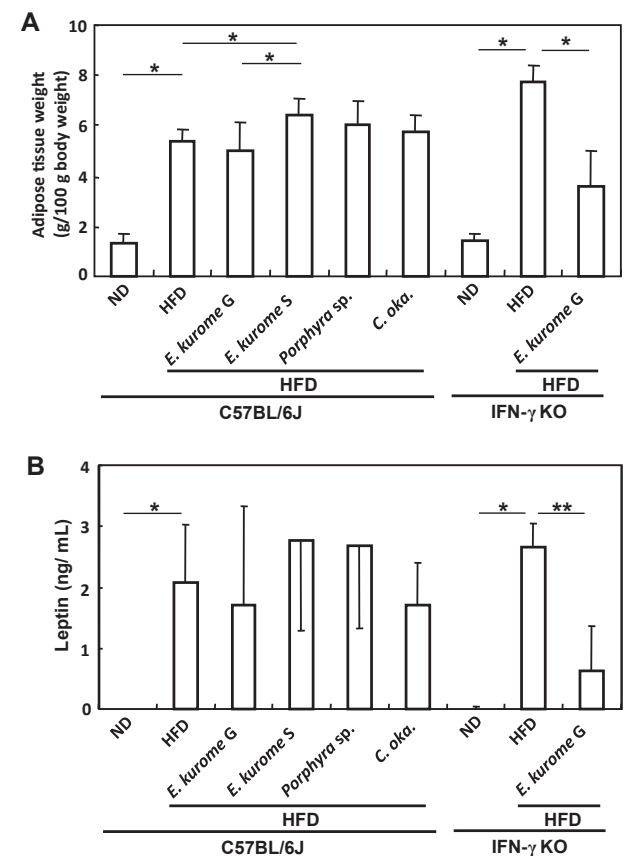 A
10
8
6
4
2
0
Adipose tissue weight
(g/100 g body weight)
* * * * *
ND HFD E. kurome G E. kurome S Porphyra sp. C. oka. ND HFD E. kurome G
HFD HFD
C57BL/6J IFN-γ KO
B
4
3
2
1
0
Leptin (ng/ mL)
* * **
ND HFD E. kurome G E. kurome S Porphyra sp. C. oka. ND HFD E. kurome G
HFD HFD
C57BL/6J IFN-γ KO